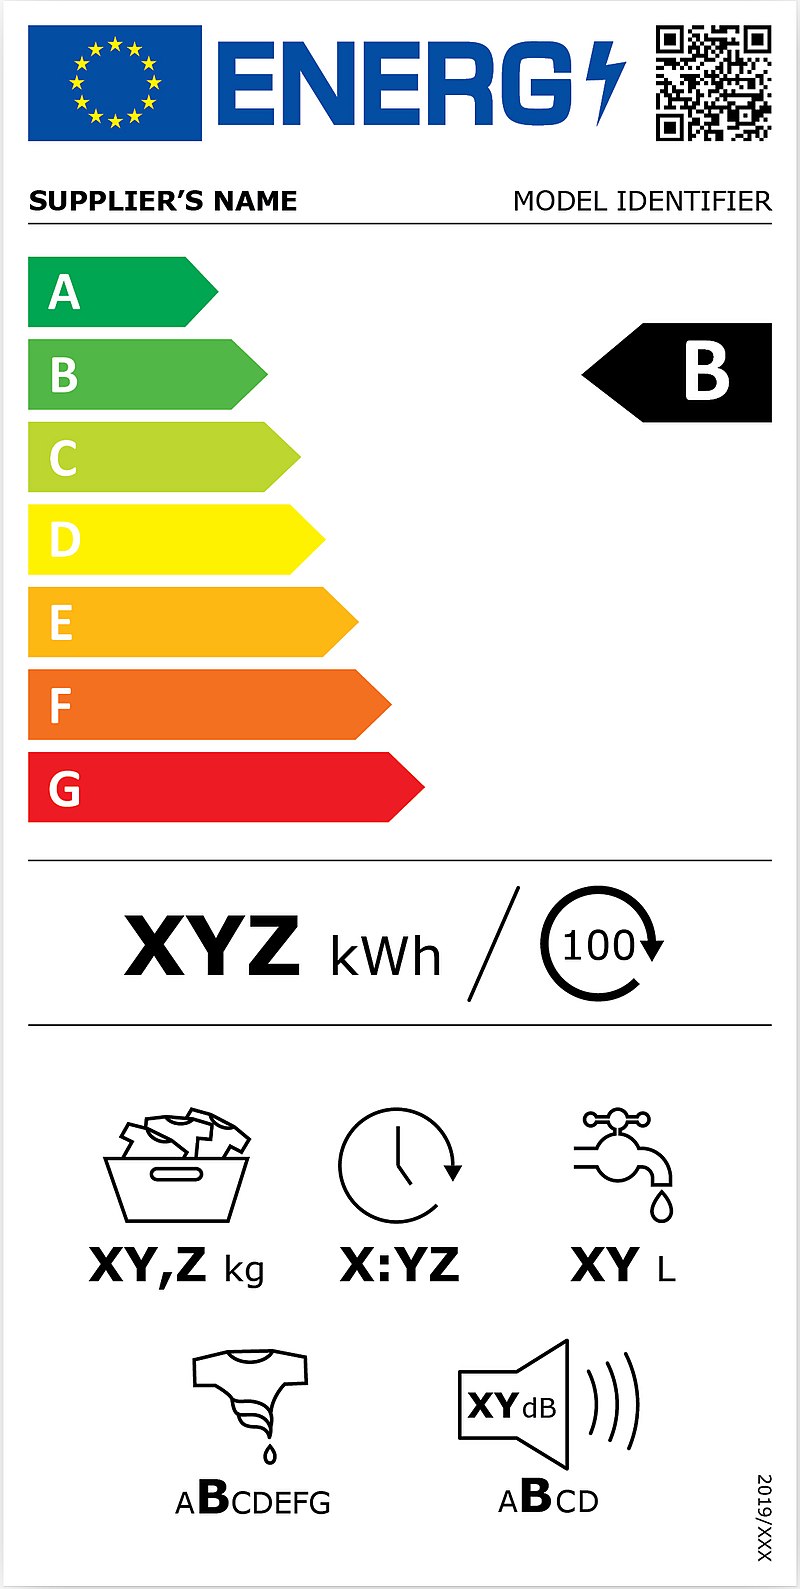 ENERG
SUPPLIER’S NAME MODEL IDENTIFIER
A
B
B
C
D
E
F
G
XYZ kWh / 100
XY,Z kg X:YZ XY L
XY dB
ABCDEFG ABCD
2019/XXX